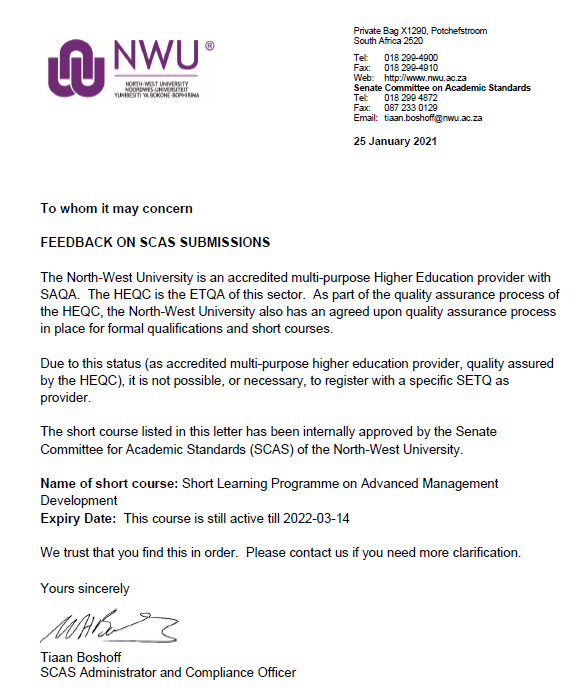 Private Bag X1290, Potchefstroom
South Africa 2520
NWU®
NORTH-WEST UNIVERSITY
NOORDWES-UNIVERSITEIT
YUNIBESITI YA BOKONE-BOPHIRIMA
Tel: 018 299-4900
Fax: 018 299-4910
Web: http://www.nwu.ac.za
Senate Committee on Academic Standards
Tel: 018 299 4872
Fax: 087 233 0129
Email: tiaan.boshoff@nwu.ac.za
25 January 2021
To whom it may concern
FEEDBACK ON SCAS SUBMISSIONS
The North-West University is an accredited multi-purpose Higher Education provider with
SAQA. The HEQC is the ETQA of this sector. As part of the quality assurance process of
the HEQC, the North-West University also has an agreed upon quality assurance process
in place for formal qualifications and short courses.
Due to this status (as accredited multi-purpose higher education provider, quality assured
by the HEQC), it is not possible, or necessary, to register with a specific SETQ as
provider.
The short course listed in this letter has been internally approved by the Senate
Committee for Academic Standards (SCAS) of the North-West University.
Name of short course: Short Learning Programme on Advanced Management
Development
Expiry Date: This course is still active till 2022-03-14
We trust that you find this in order. Please contact us if you need more clarification.
Yours sincerely
Tiaan Boshoff
SCAS Administrator and Compliance Officer